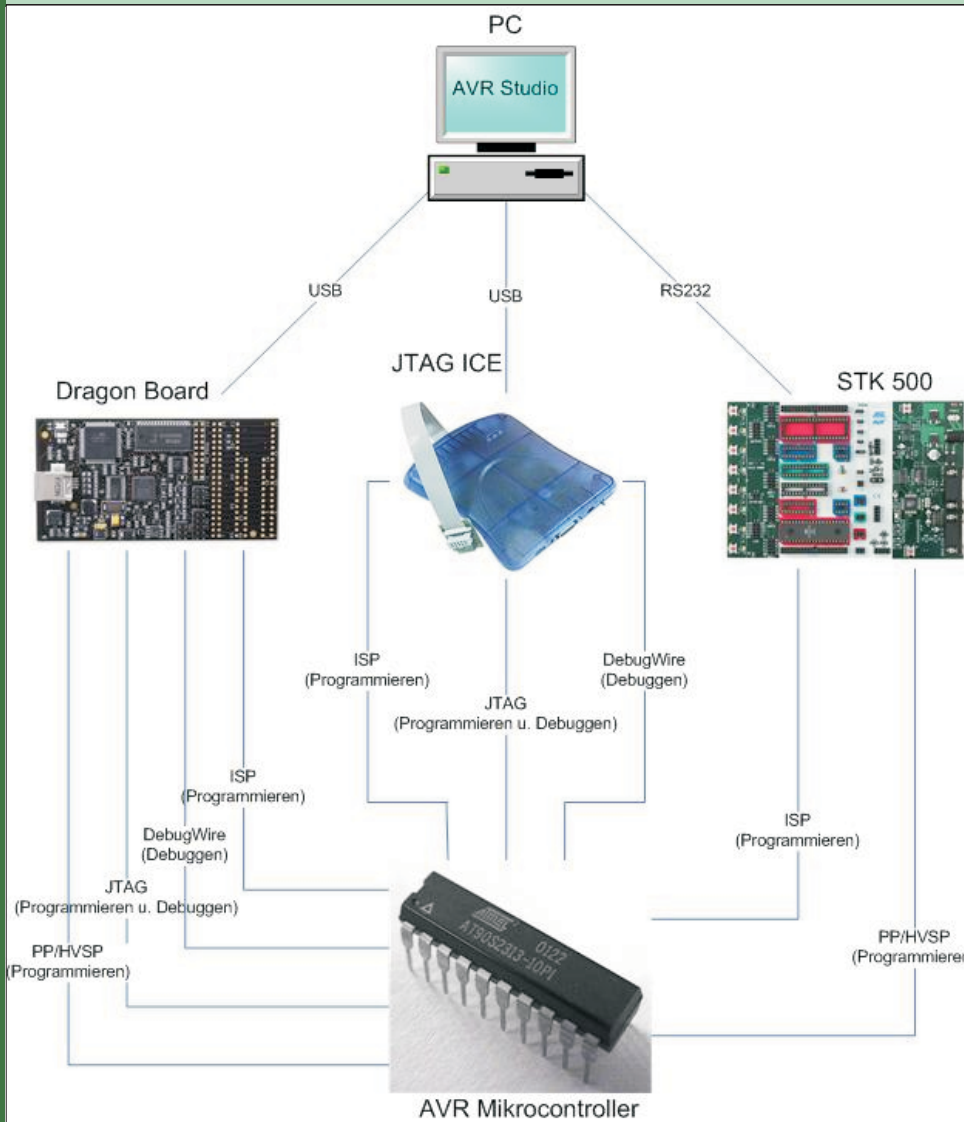 PC
AVR Studio
USB
USB
RS232
JTAG ICE
Dragon Board
STK 500
ISP
(Programmieren)
DebugWire
(Debuggen)
JTAG
(Programmieren u. Debuggen)
ISP
(Programmieren)
ISP
(Programmieren)
DebugWire
(Debuggen)
JTAG
(Programmieren u. Debuggen)
PP/HVSP
(Programmieren)
PP/HVSP
(Programmieren
ATMEL
0122
AT90S2313-10PI
AVR Mikrocontroller